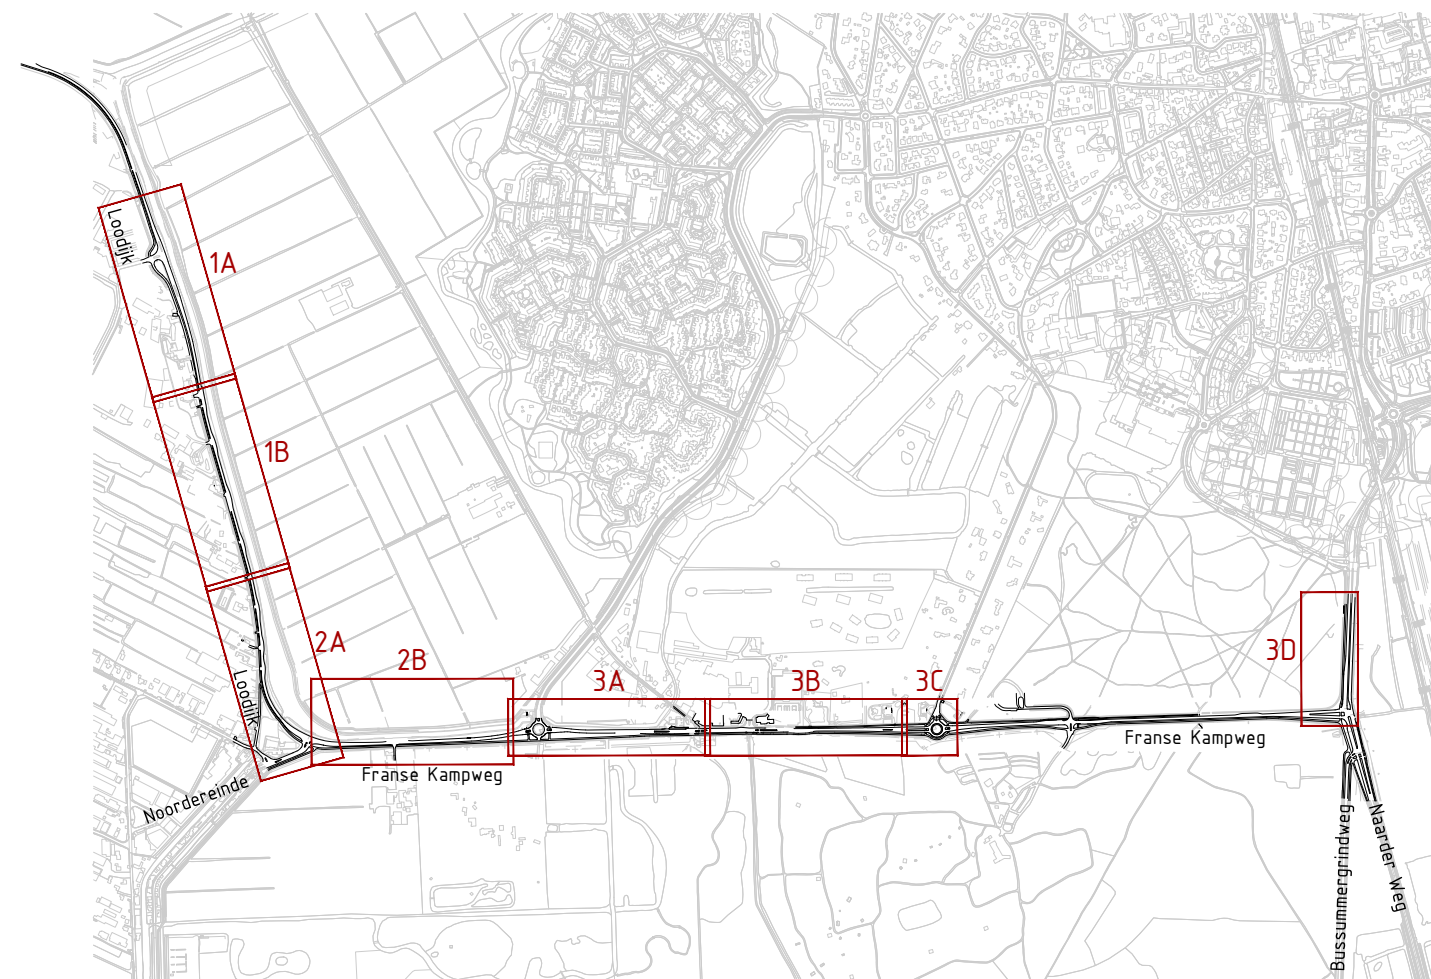 Loodijk
1A
1B
2A
Loodijk
2B
3A
3B
3C
3D
Franse Kampweg
Franse Kampweg
Noordereinde
Bussummergrindweg
Naarder Weg